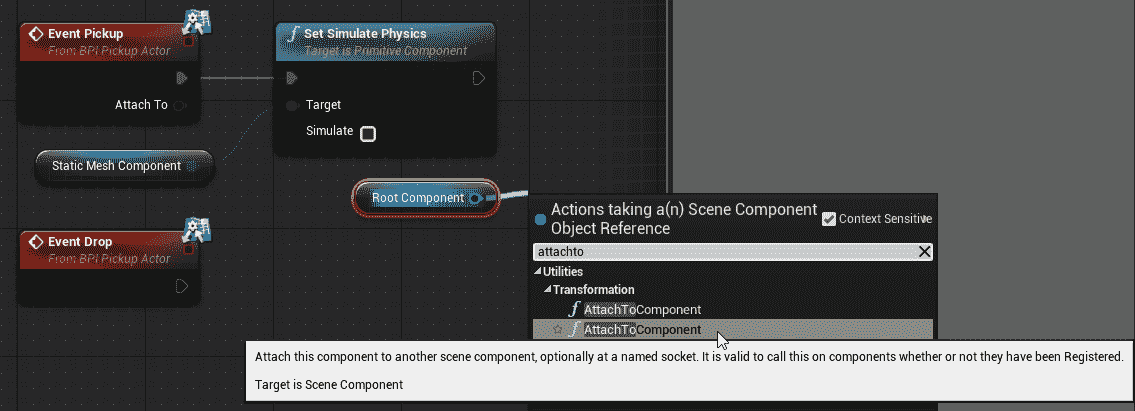 Event Pickup
From BPI Pickup Actor
Attach To
Set Simulate Physics
Target is Primitive Component
Target
Simulate
Static Mesh Component
Root Component
Event Drop
From BPI Pickup Actor
Actions taking a(n) Scene Component
Object Reference
Context Sensitive
attachto
Utilities
Transformation
AttachToComponent
AttachToComponent
Attach this component to another scene component, optionally at a named socket. It is valid to call this on components whether or not they have been Registered.
Target is Scene Component